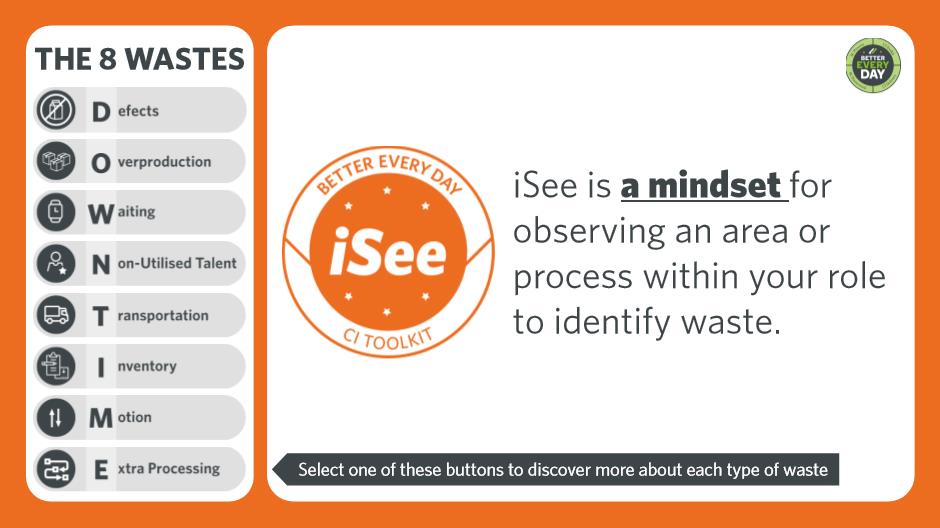 THE 8 WASTES
Defects
Overproduction
Waiting
Non-Utilised Talent
Transportation
Inventory
Motion
Extra Processing
BETTER EVERY DAY
iSee
CI TOOLKIT
iSee is a mindset for
observing an area or
process within your role
to identify waste.
BETTER
EVERY
DAY
Select one of these buttons to discover more about each type of waste